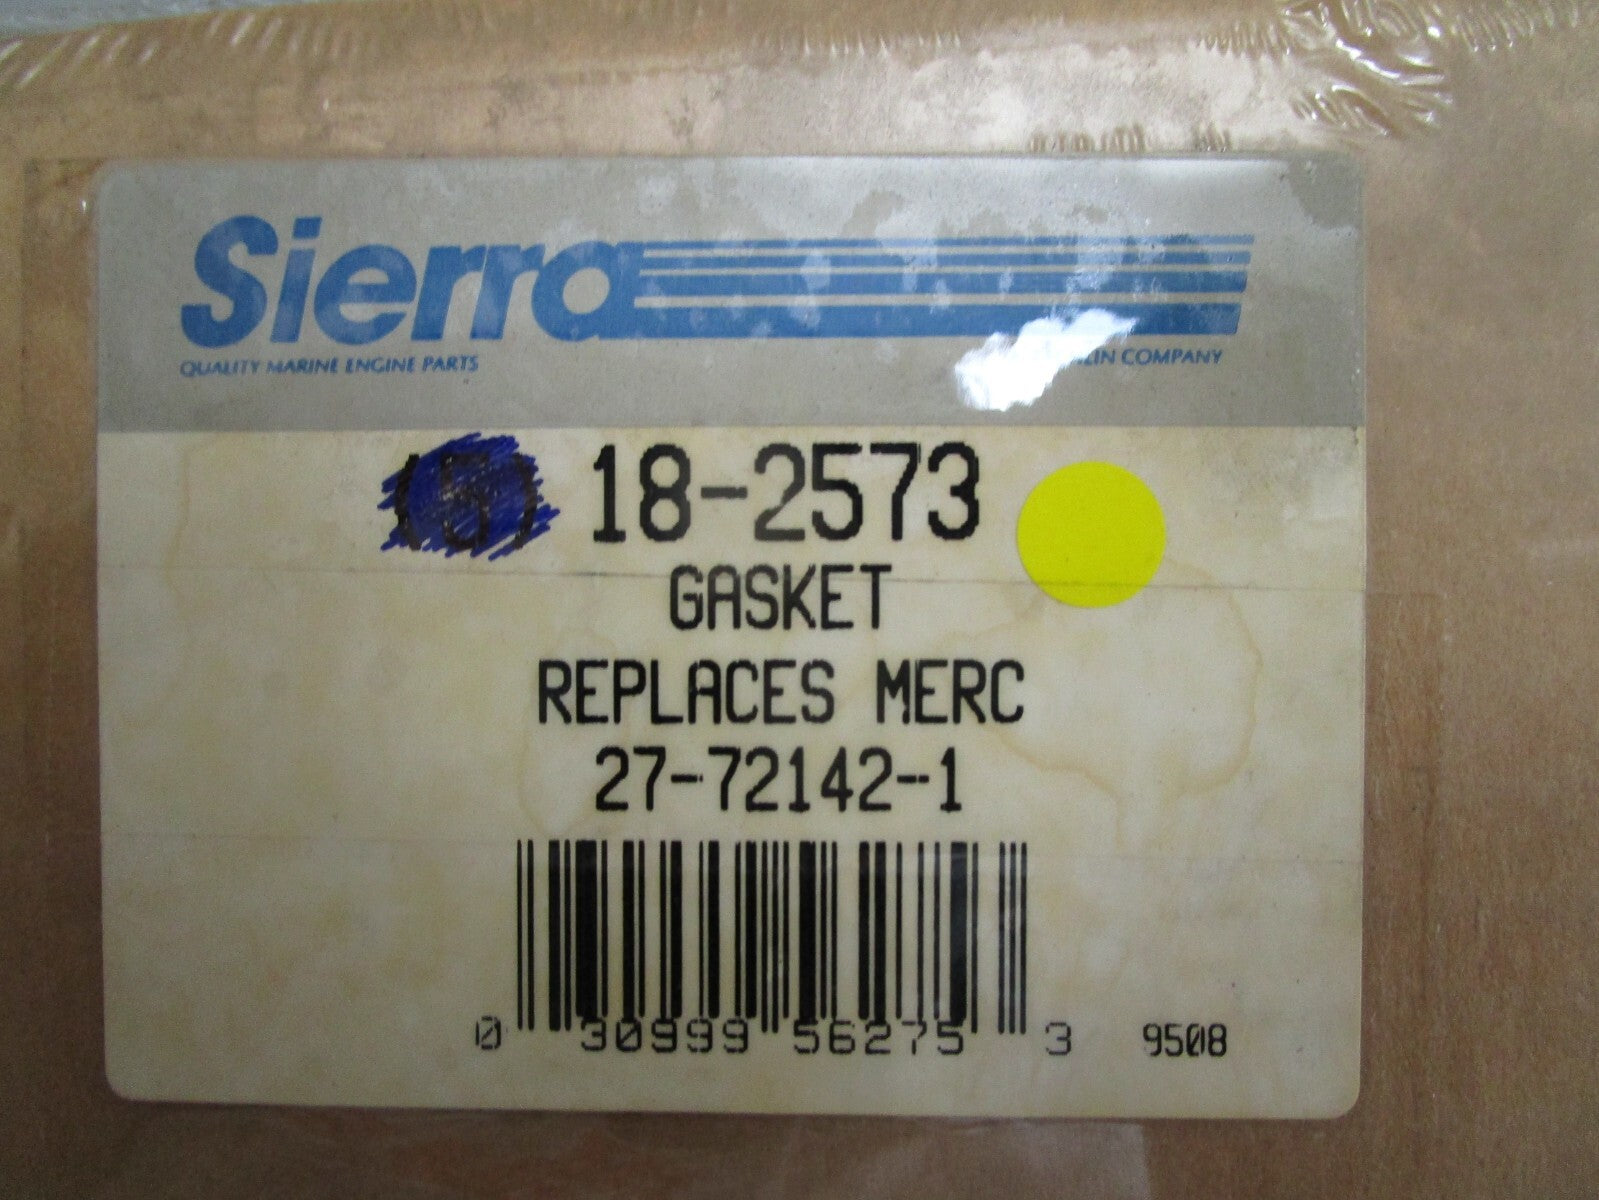 Sierra
QUALITY MARINE ENGINE PARTS
COMPANY
(5) 18-2573
GASKET
REPLACES MERC
27-72142-1
0 30999 56275 3 9508